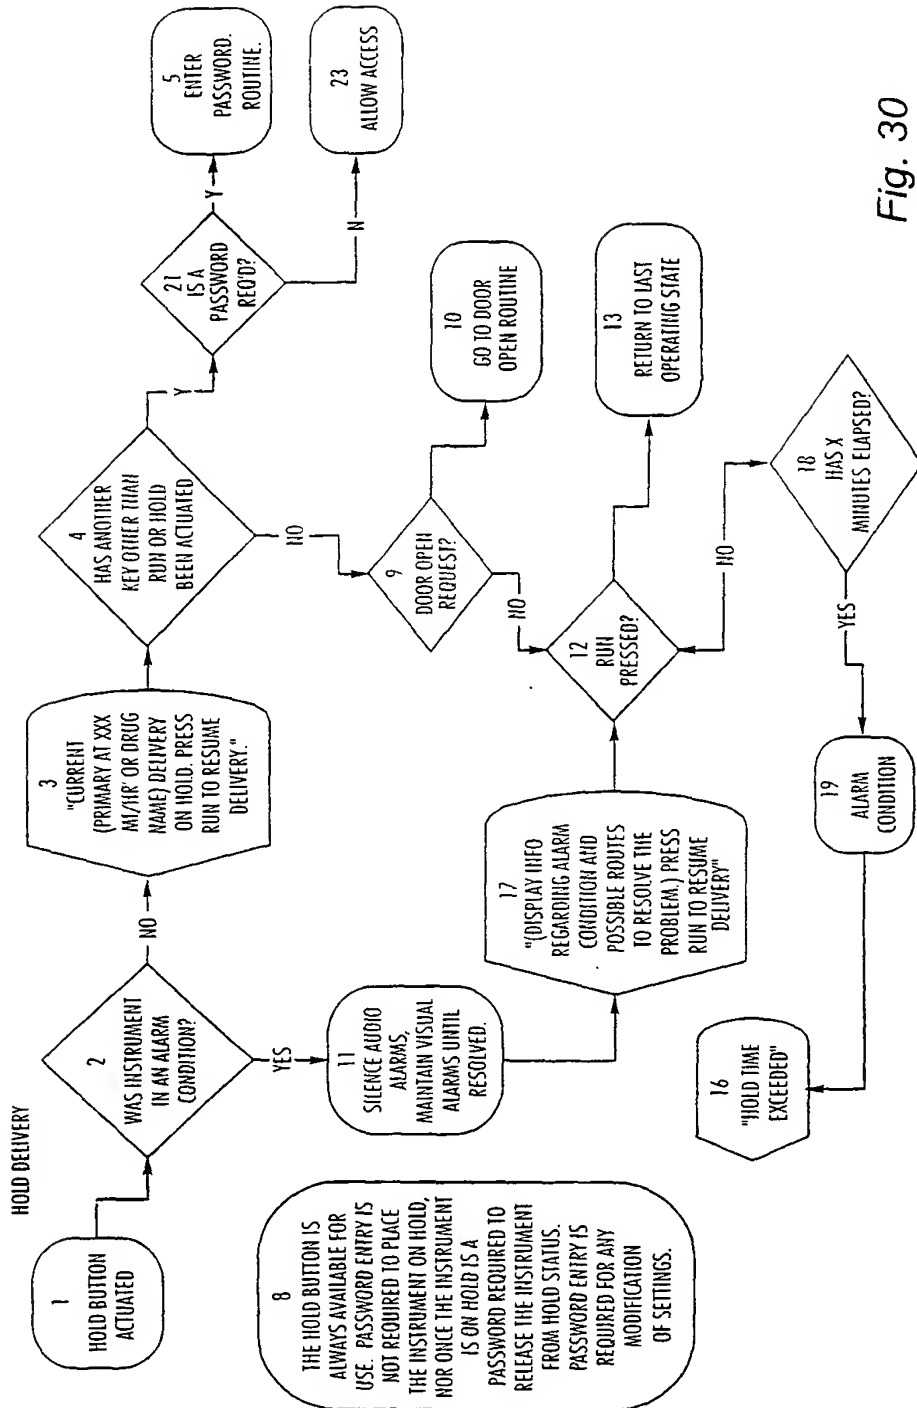 HOLD DELIVERY
1
HOLD BUTTON
ACTUATED
2
WAS INSTRUMENT
IN AN ALARM
CONDITION?
NO
YES
3
"CURRENT
(PRIMARY AT XXX
MI/HR' OR DRUG
NAME) DELIVERY
ON HOLD. PRESS
RUN TO RESUME
DELIVERY."
4
HAS ANOTHER
KEY OTHER THAN
RUN OR HOLD
BEEN ACTUATED
Y
NO
21
IS A
PASSWORD
REQ'D?
Y
N
5
ENTER
PASSWORD.
ROUTINE.
23
ALLOW ACCESS
9
DOOR OPEN
REQUEST?
NO
10
GO TO DOOR
OPEN ROUTINE
8
THE HOLD BUTTON IS
ALWAYS AVAILABLE FOR
USE. PASSWORD ENTRY IS
NOT REQUIRED TO PLACE
THE INSTRUMENT ON HOLD,
NOR ONCE THE INSTRUMENT
IS ON HOLD IS A
PASSWORD REQUIRED TO
RELEASE THE INSTRUMENT
FROM HOLD STATUS.
PASSWORD ENTRY IS
REQUIRED FOR ANY
MODIFICATION
OF SETTINGS.
11
SILENCE AUDIO
ALARMS,
MAINTAIN VISUAL
ALARMS UNTIL
RESOLVED.
17
"(DISPLAY INFO
REGARDING ALARM
CONDITION AND
POSSIBLE ROUTES
TO RESOLVE THE
PROBLEM.) PRESS
RUN TO RESUME
DELIVERY"
12
RUN
PRESSED?
NO
13
RETURN TO LAST
OPERATING STATE
18
HAS X
MINUTES ELAPSED?
YES
19
ALARM
CONDITION
16
"HOLD TIME
EXCEEDED"
Fig. 30